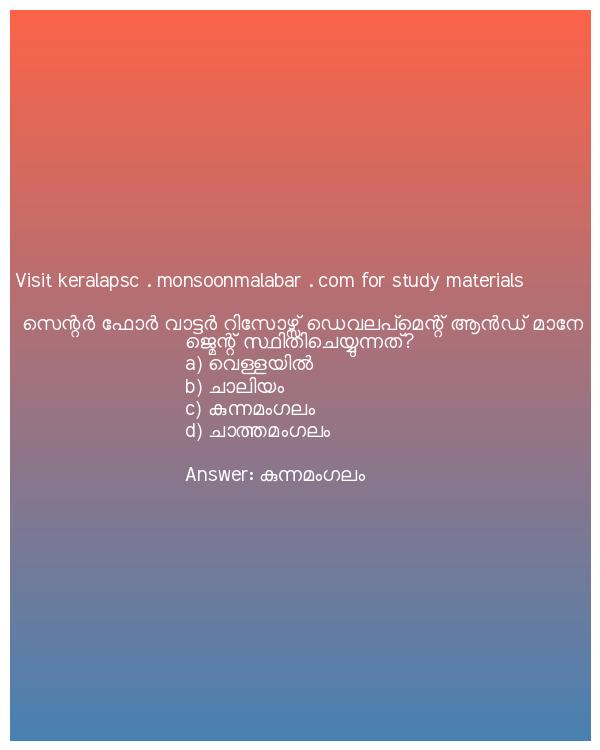 Visit keralapsc . monsoonmalabar . com for study materials
സെന്റർ ഫോർ വാട്ടർ റിസോഴ്സ് ഡെവലപ്മെന്റ് ആൻഡ് മാനേ
ജ്മെന്റ് സ്ഥിതിചെയ്യുന്നത്?
a) വെള്ളയിൽ
b) ചാലിയം
c) കുന്നമംഗലം
d) ചാത്തമംഗലം
Answer: കുന്നമംഗലം